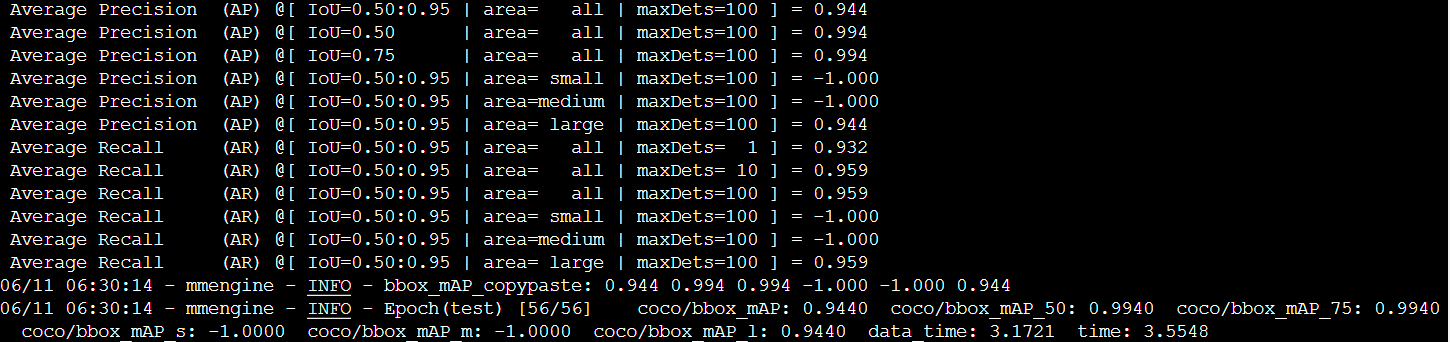 Average Precision  (AP) @[ IoU=0.50:0.95 | area=   all | maxDets=100 ] = 0.944
Average Precision  (AP) @[ IoU=0.50      | area=   all | maxDets=100 ] = 0.994
Average Precision  (AP) @[ IoU=0.75      | area=   all | maxDets=100 ] = 0.994
Average Precision  (AP) @[ IoU=0.50:0.95 | area= small | maxDets=100 ] = -1.000
Average Precision  (AP) @[ IoU=0.50:0.95 | area=medium | maxDets=100 ] = -1.000
Average Precision  (AP) @[ IoU=0.50:0.95 | area= large | maxDets=100 ] = 0.944
Average Recall     (AR) @[ IoU=0.50:0.95 | area=   all | maxDets=  1 ] = 0.932
Average Recall     (AR) @[ IoU=0.50:0.95 | area=   all | maxDets= 10 ] = 0.959
Average Recall     (AR) @[ IoU=0.50:0.95 | area=   all | maxDets=100 ] = 0.959
Average Recall     (AR) @[ IoU=0.50:0.95 | area= small | maxDets=100 ] = -1.000
Average Recall     (AR) @[ IoU=0.50:0.95 | area=medium | maxDets=100 ] = -1.000
Average Recall     (AR) @[ IoU=0.50:0.95 | area= large | maxDets=100 ] = 0.959
06/11 06:30:14 - mmengine - INFO - bbox_mAP_copypaste: 0.944 0.994 0.994 -1.000 -1.000 0.944
06/11 06:30:14 - mmengine - INFO - Epoch(test) [56/56]    coco/bbox_mAP: 0.9440  coco/bbox_mAP_50: 0.9940  coco/bbox_mAP_75: 0.9940
coco/bbox_mAP_s: -1.0000  coco/bbox_mAP_m: -1.0000  coco/bbox_mAP_l: 0.9440  data_time: 3.1721  time: 3.5548